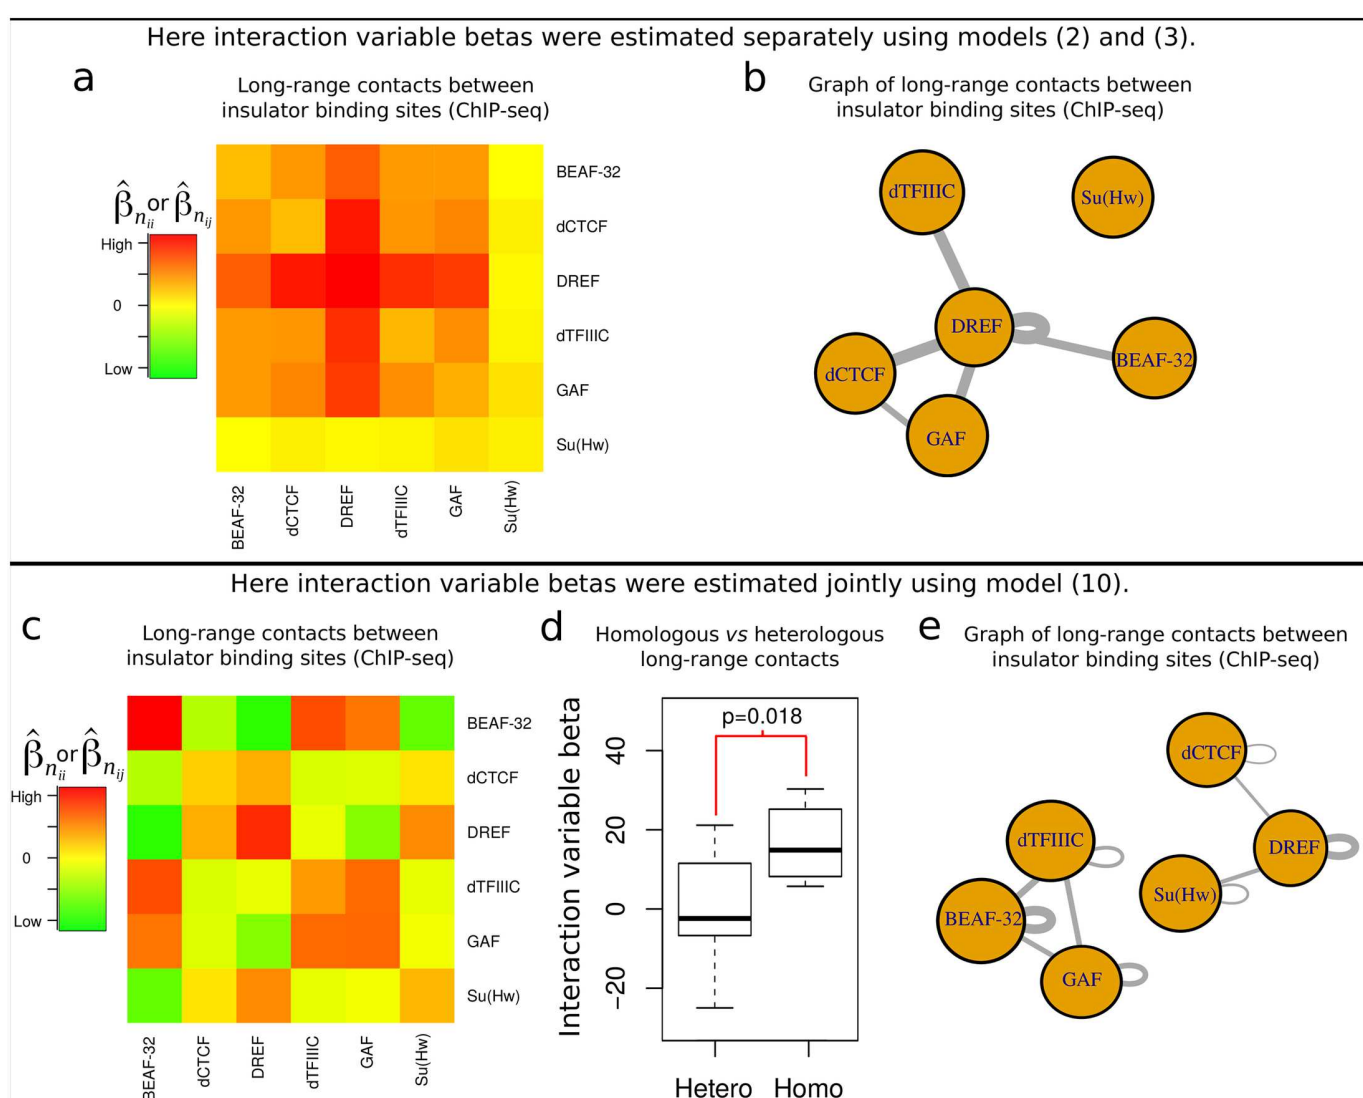 Here interaction variable betas were estimated separately using models (2) and (3).
a
Long-range contacts between
insulator binding sites (ChIP-seq)
β̂nii or β̂nij
High
0
Low
BEAF-32
dCTCF
DREF
dTFIIIC
GAF
Su(Hw)
BEAF-32
dCTCF
DREF
dTFIIIC
GAF
Su(Hw)
b
Graph of long-range contacts between
insulator binding sites (ChIP-seq)
dTFIIIC
Su(Hw)
DREF
BEAF-32
dCTCF
GAF
Here interaction variable betas were estimated jointly using model (10).
c
Long-range contacts between
insulator binding sites (ChIP-seq)
β̂nii or β̂nij
High
0
Low
BEAF-32
dCTCF
DREF
dTFIIIC
GAF
Su(Hw)
BEAF-32
dCTCF
DREF
dTFIIIC
GAF
Su(Hw)
d
Homologous vs heterologous
long-range contacts
Interaction variable beta
40
20
0
−20
p=0.018
Hetero Homo
e
Graph of long-range contacts between
insulator binding sites (ChIP-seq)
dCTCF
dTFIIIC
DREF
Su(Hw)
BEAF-32
GAF